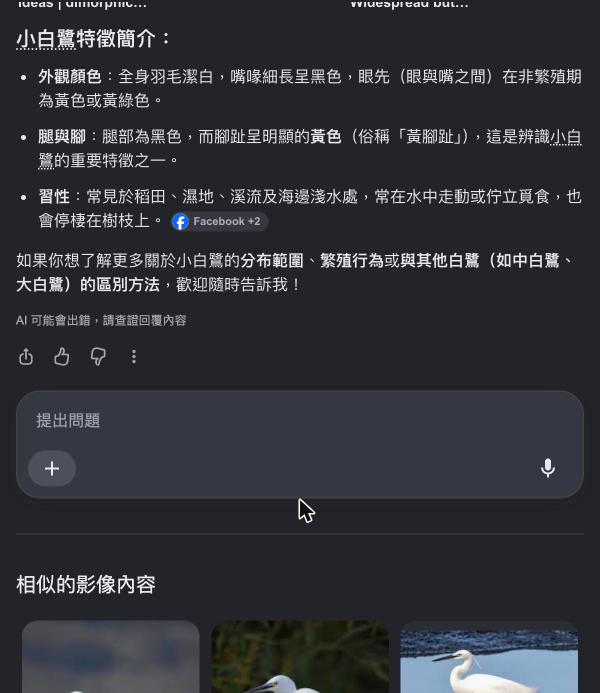 ideas | dimorphic...
Widespread but...
小白鷺特徵簡介：
• 外觀顏色：全身羽毛潔白，嘴喙細長呈黑色，眼先（眼與嘴之間）在非繁殖期
為黃色或黃綠色。
• 腿與腳：腿部為黑色，而腳趾呈明顯的黃色（俗稱「黃腳趾」），這是辨識小白
鷺的重要特徵之一。
• 習性：常見於稻田、濕地、溪流及海邊淺水處，常在水中走動或佇立覓食，也
會停棲在樹枝上。 Facebook +2
如果你想了解更多關於小白鷺的分布範圍、繁殖行為或與其他白鷺（如中白鷺、
大白鷺）的區別方法，歡迎隨時告訴我！
AI 可能會出錯，請查證回覆內容
提出問題
相似的影像內容